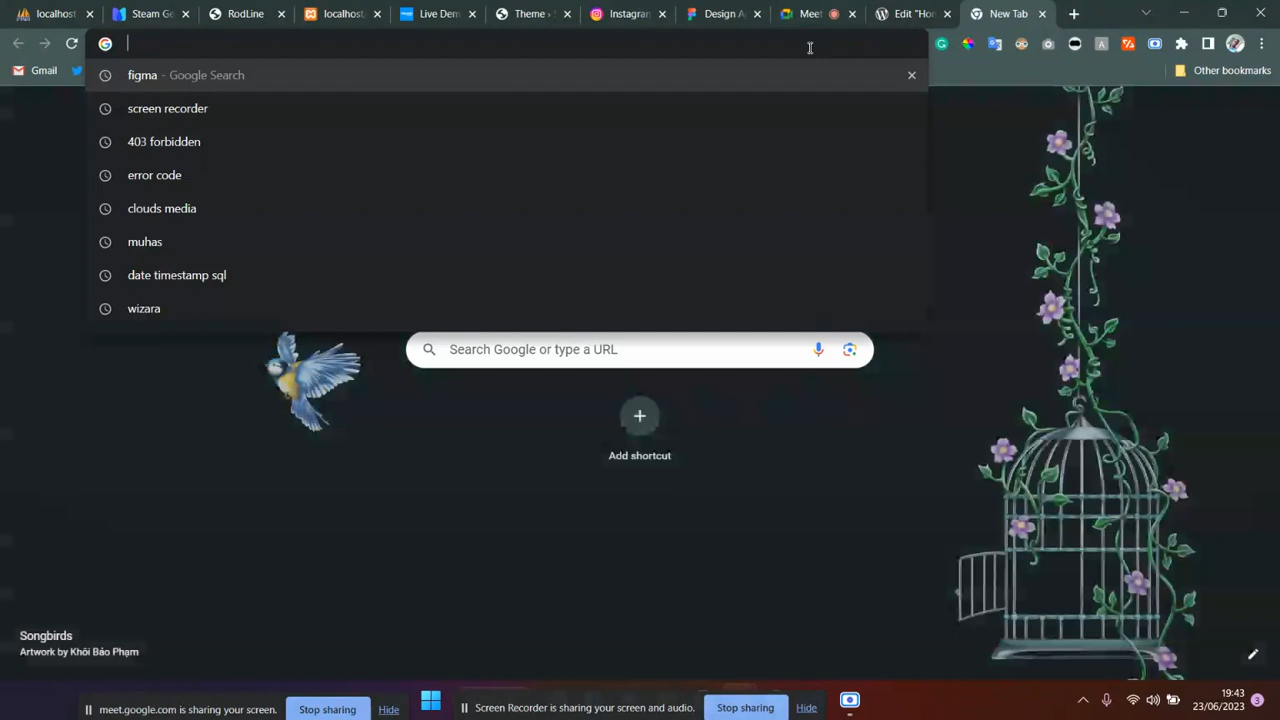 localhost
Steam Ge
RodLine
localhost
Live Dem
Theme ‹ S
Instagran
Design A
Meet
Edit "Hon
New Tab
Gmail
Other bookmarks
figma - Google Search
screen recorder
403 forbidden
error code
clouds media
muhas
date timestamp sql
wizara
Search Google or type a URL
Add shortcut
Songbirds
Artwork by Khôi Bảo Phạm
meet.google.com is sharing your screen.
Stop sharing
Hide
Screen Recorder is sharing your screen and audio.
Stop sharing
Hide
19:43
23/06/2023
3